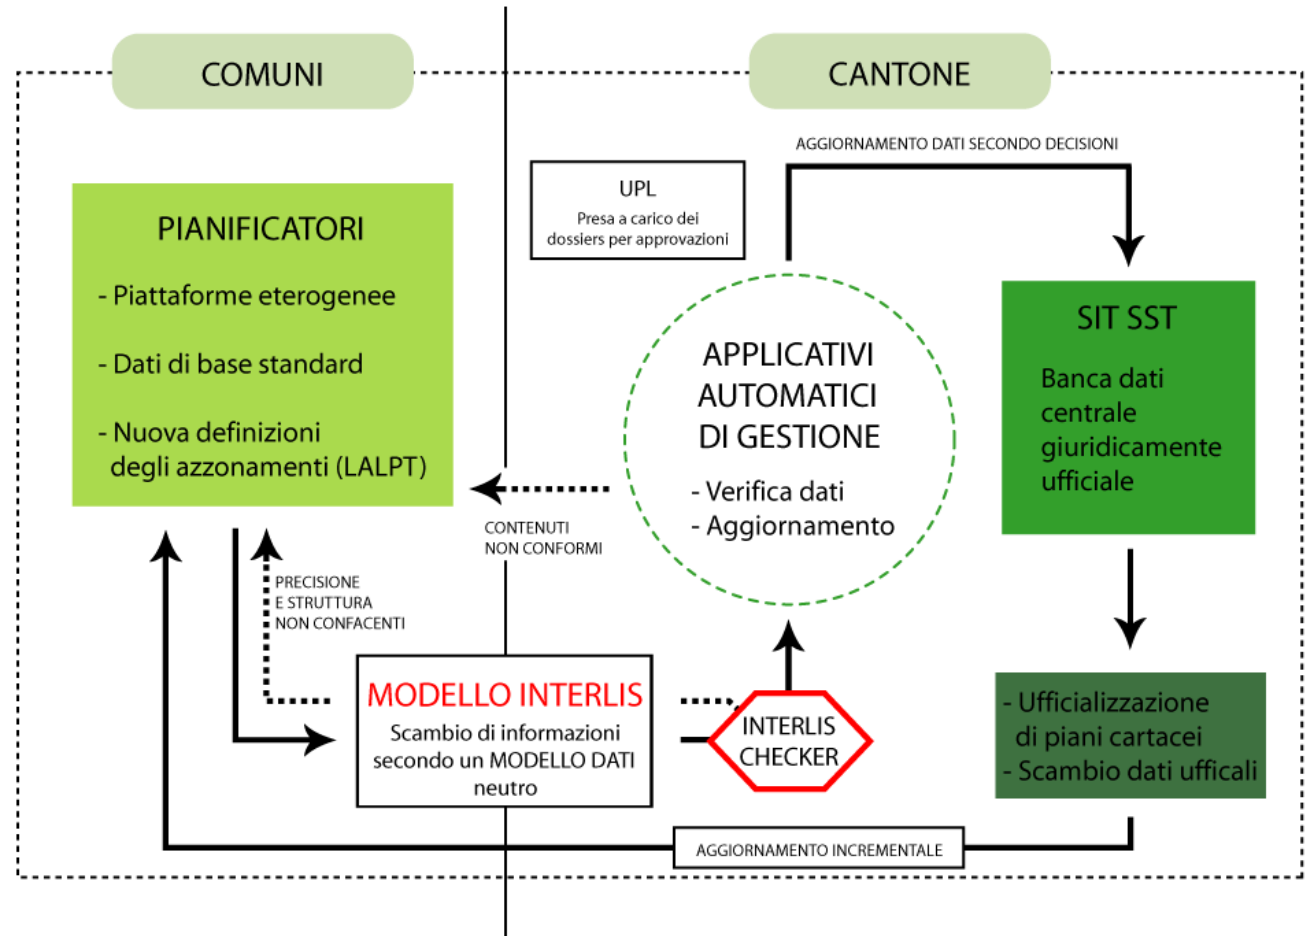 COMUNI
CANTONE
PIANIFICATORI
- Piattaforme eterogenee
- Dati di base standard
- Nuova definizioni
degli azzonamenti (LALPT)
UPL
Presa a carico dei
dossiers per approvazioni
AGGIORNAMENTO DATI SECONDO DECISIONI
APPLICATIVI
AUTOMATICI
DI GESTIONE
- Verifica dati
- Aggiornamento
SIT SST
Banca dati
centrale
giuridicamente
ufficiale
CONTENUTI
NON CONFORMI
PRECISIONE
E STRUTTURA
NON CONFACENTI
MODELLO INTERLIS
Scambio di informazioni
secondo un MODELLO DATI
neutro
INTERLIS
CHECKER
- Ufficializzazione
di piani cartacei
- Scambio dati ufficali
AGGIORNAMENTO INCREMENTALE